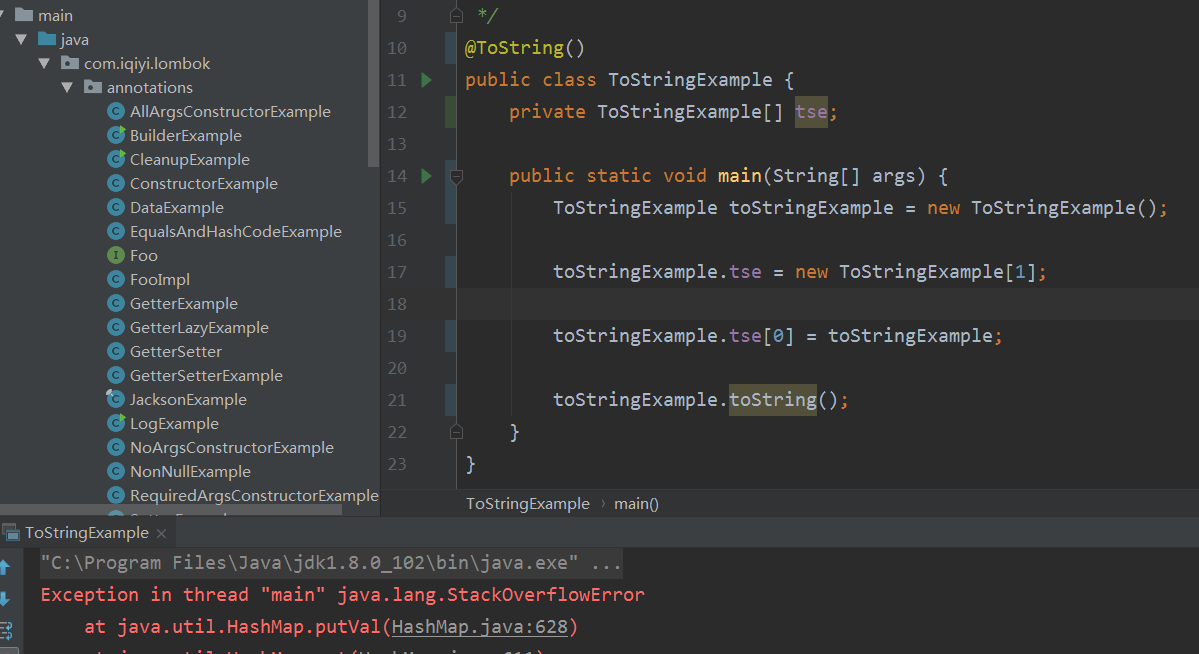 main
java
com.iqiyi.lombok
annotations
AllArgsConstructorExample
BuilderExample
CleanupExample
ConstructorExample
DataExample
EqualsAndHashCodeExample
Foo
FooImpl
GetterExample
GetterLazyExample
GetterSetter
GetterSetterExample
JacksonExample
LogExample
NoArgsConstructorExample
NonNullExample
RequiredArgsConstructorExample
9 */
10 @ToString()
11 public class ToStringExample {
12 private ToStringExample[] tse;
13
14 public static void main(String[] args) {
15 ToStringExample toStringExample = new ToStringExample();
16
17 toStringExample.tse = new ToStringExample[1];
18
19 toStringExample.tse[0] = toStringExample;
20
21 toStringExample.toString();
22 }
23 }
ToStringExample › main()
ToStringExample ×
"C:\Program Files\Java\jdk1.8.0_102\bin\java.exe" ...
Exception in thread "main" java.lang.StackOverflowError
at java.util.HashMap.putVal(HashMap.java:628)